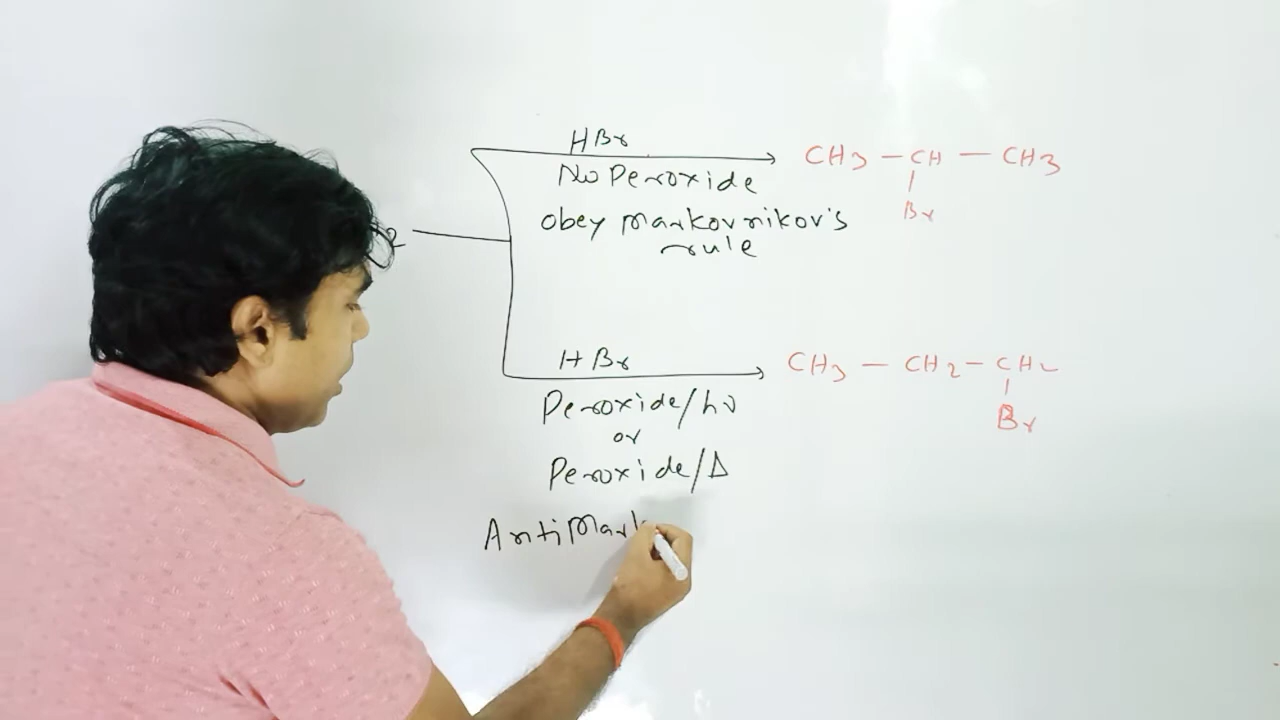 HBr
CH3 — CH — CH3
No Peroxide
Br
obey Markovnikov's
rule
2
HBr
CH3 — CH2 — CH2
Peroxide/hν
Br
or
Peroxide/Δ
AntiMark